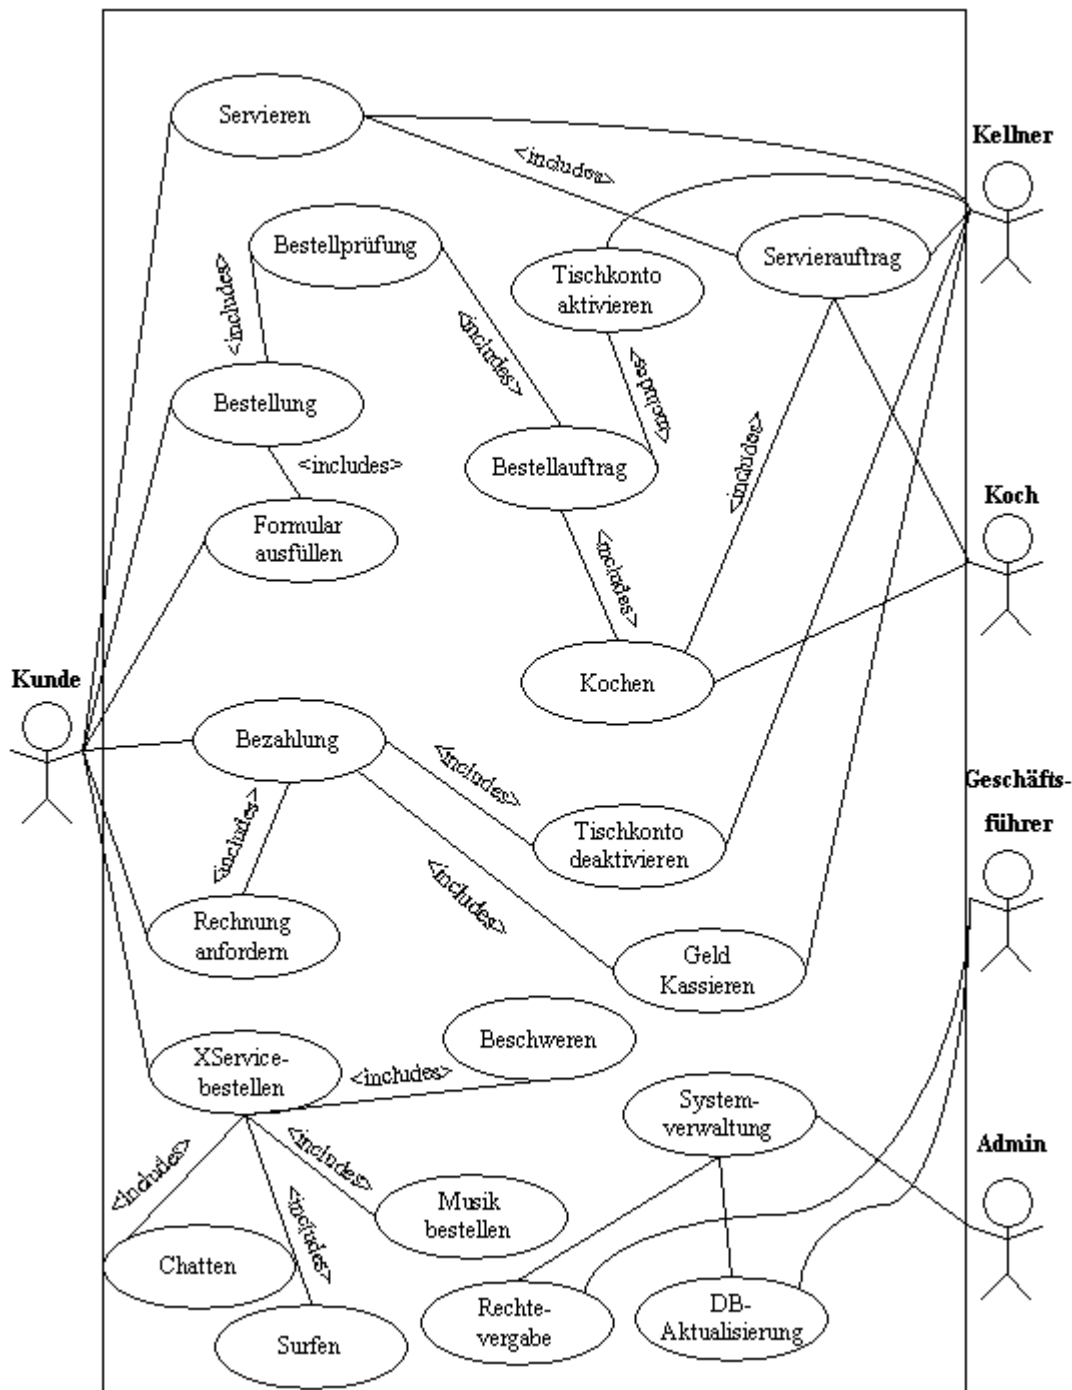 Servieren
Kellner
<includes>
Bestellprüfung
Servierauftrag
Tischkonto
aktivieren
<includes>
<includes>
<includes>
Bestellung
<includes>
Bestellauftrag
<includes>
Koch
Formular
ausfüllen
<includes>
Kunde
Kochen
Bezahlung
<includes>
Geschäfts-
führer
<includes>
Tischkonto
deaktivieren
<includes>
Rechnung
anfordern
Geld
Kassieren
Beschweren
XService-
bestellen
<includes>
System-
verwaltung
Admin
<includes>
<includes>
<includes>
Musik
bestellen
Chatten
Rechte-
vergabe
DB-
Aktualisierung
Surfen